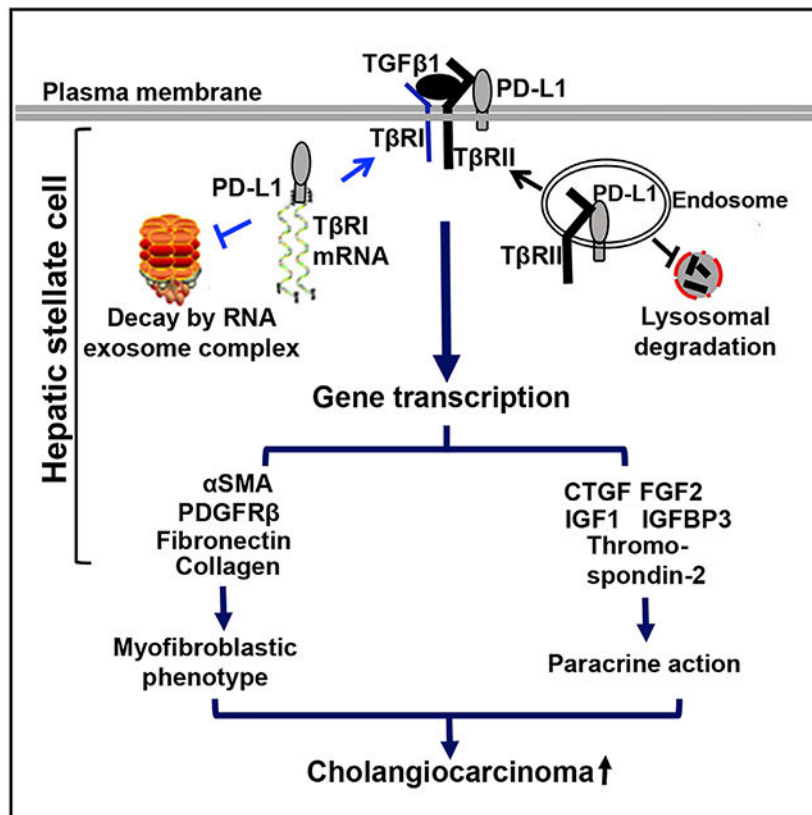 TGFβ1
Plasma membrane
PD-L1
TβRI
TβRII
PD-L1
TβRI
mRNA
Decay by RNA
exosome complex
PD-L1
Endosome
TβRII
Lysosomal
degradation
Hepatic stellate cell
Gene transcription
αSMA
PDGFRβ
Fibronectin
Collagen
CTGF FGF2
IGF1 IGFBP3
Thromo-
spondin-2
Myofibroblastic
phenotype
Paracrine action
Cholangiocarcinoma